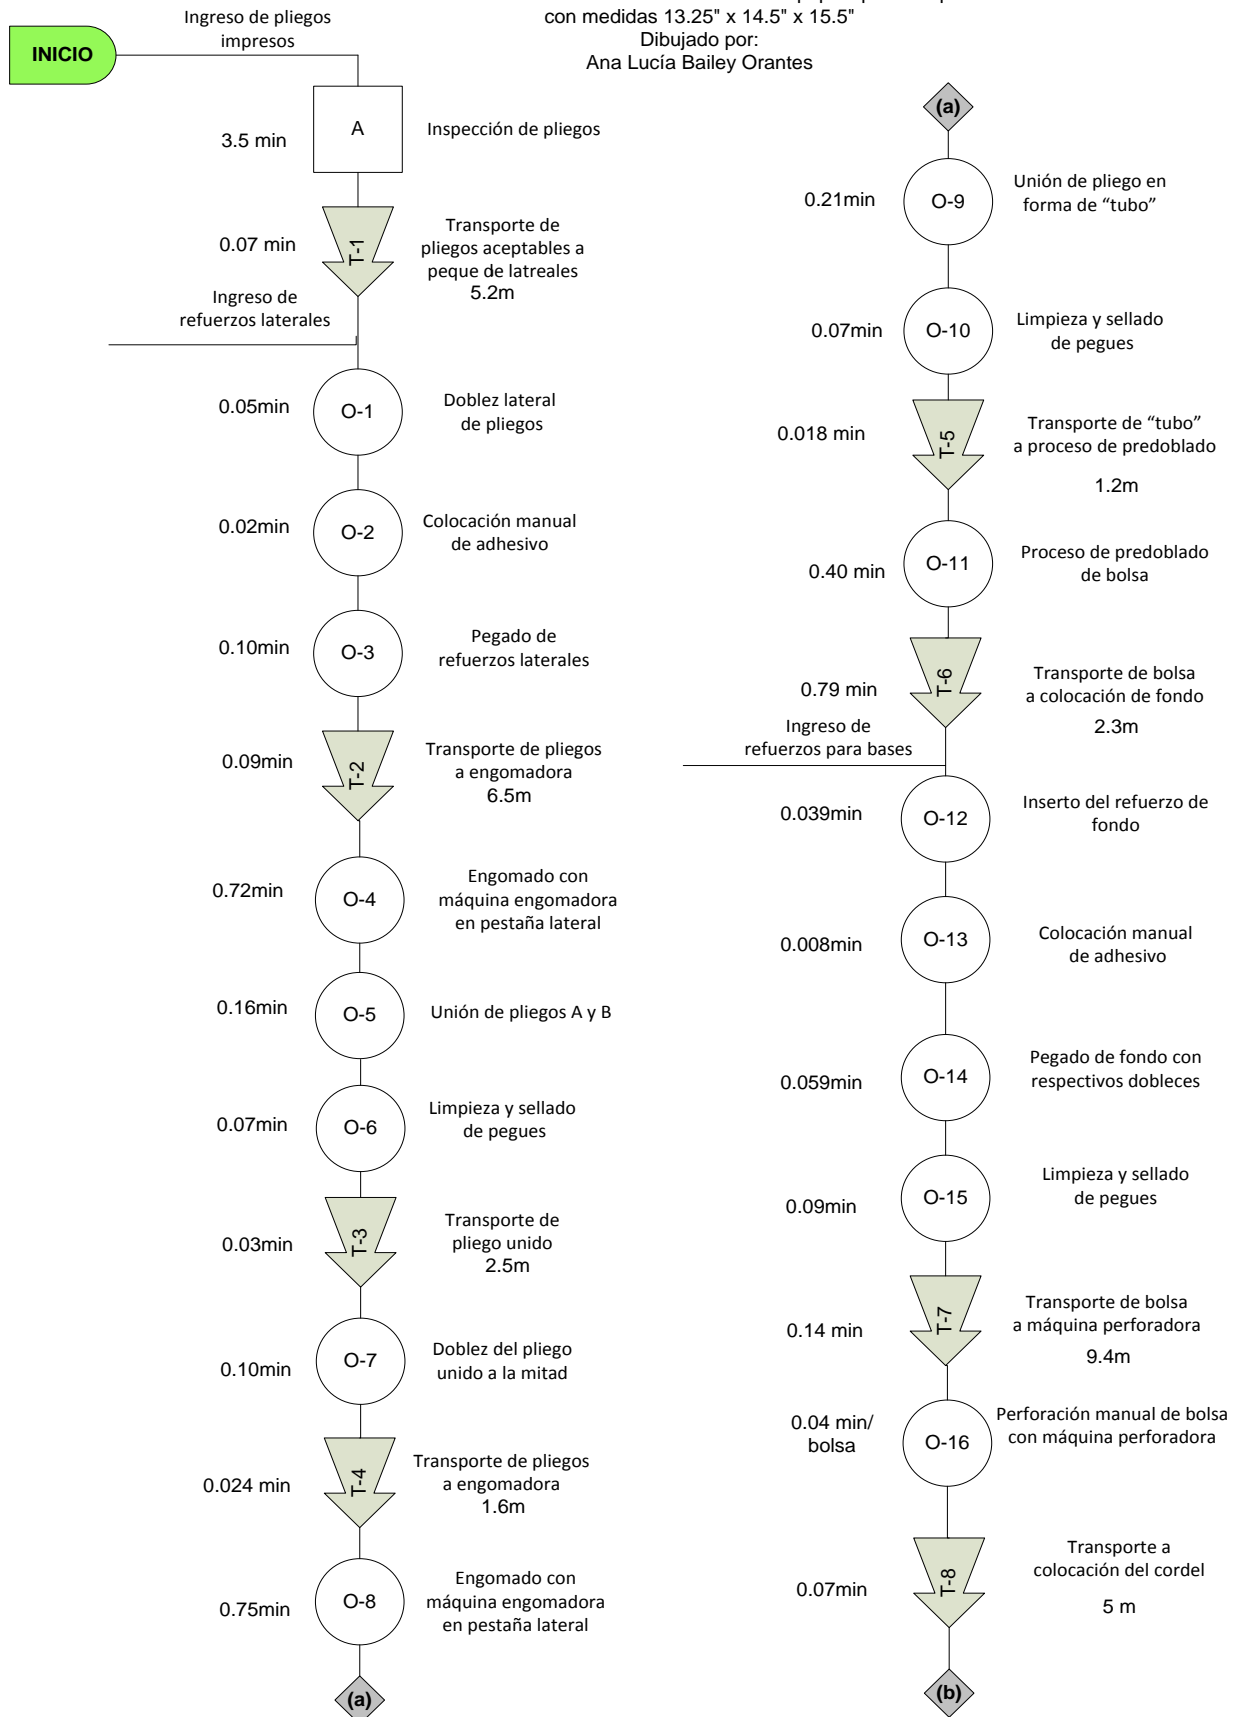 con medidas 13.25" x 14.5" x 15.5"
Dibujado por:
Ana Lucía Bailey Orantes
Ingreso de pliegos
impresos
INICIO
A
3.5 min
Inspección de pliegos
T-1
0.07 min
Transporte de
pliegos aceptables a
peque de latreales
5.2m
Ingreso de
refuerzos laterales
0.05min
O-1
Doblez lateral
de pliegos
0.02min
O-2
Colocación manual
de adhesivo
0.10min
O-3
Pegado de
refuerzos laterales
0.09min
T-2
Transporte de pliegos
a engomadora
6.5m
0.72min
O-4
Engomado con
máquina engomadora
en pestaña lateral
0.16min
O-5
Unión de pliegos A y B
0.07min
O-6
Limpieza y sellado
de pegues
0.03min
T-3
Transporte de
pliego unido
2.5m
0.10min
O-7
Doblez del pliego
unido a la mitad
0.024 min
T-4
Transporte de pliegos
a engomadora
1.6m
0.75min
O-8
Engomado con
máquina engomadora
en pestaña lateral
(a)
(a)
0.21min
O-9
Unión de pliego en
forma de “tubo”
0.07min
O-10
Limpieza y sellado
de pegues
0.018 min
T-5
Transporte de “tubo”
a proceso de predoblado
1.2m
0.40 min
O-11
Proceso de predoblado
de bolsa
0.79 min
T-6
Transporte de bolsa
a colocación de fondo
2.3m
Ingreso de
refuerzos para bases
0.039min
O-12
Inserto del refuerzo de
fondo
0.008min
O-13
Colocación manual
de adhesivo
0.059min
O-14
Pegado de fondo con
respectivos dobleces
0.09min
O-15
Limpieza y sellado
de pegues
0.14 min
T-7
Transporte de bolsa
a máquina perforadora
9.4m
0.04 min/
bolsa
O-16
Perforación manual de bolsa
con máquina perforadora
0.07min
T-8
Transporte a
colocación del cordel
5 m
(b)